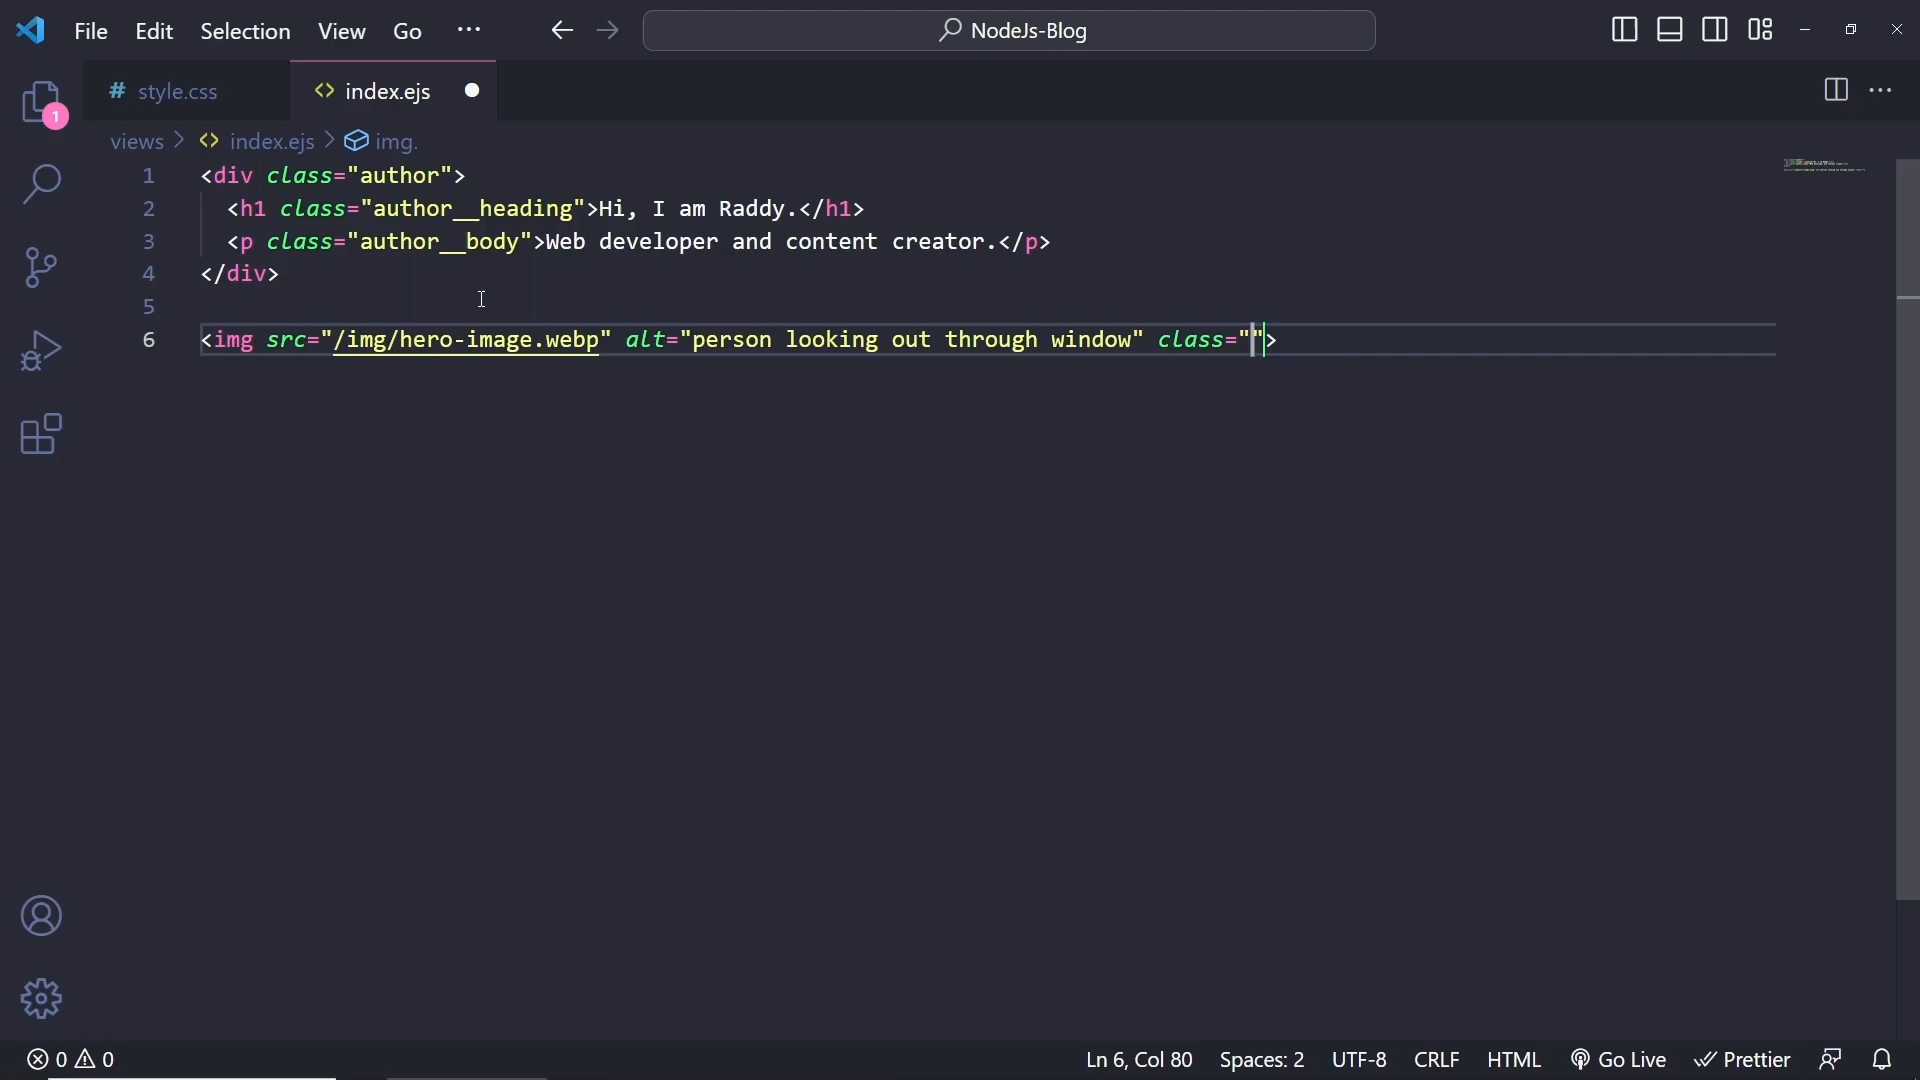 File Edit Selection View Go ··· NodeJs-Blog
1
# style.css <> index.ejs
views > <> index.ejs > img.
1 <div class="author">
2 <h1 class="author__heading">Hi, I am Raddy.</h1>
3 <p class="author__body">Web developer and content creator.</p>
4 </div>
5
6 <img src="/img/hero-image.webp" alt="person looking out through window" class="">
0 0 Ln 6, Col 80 Spaces: 2 UTF-8 CRLF HTML Go Live Prettier